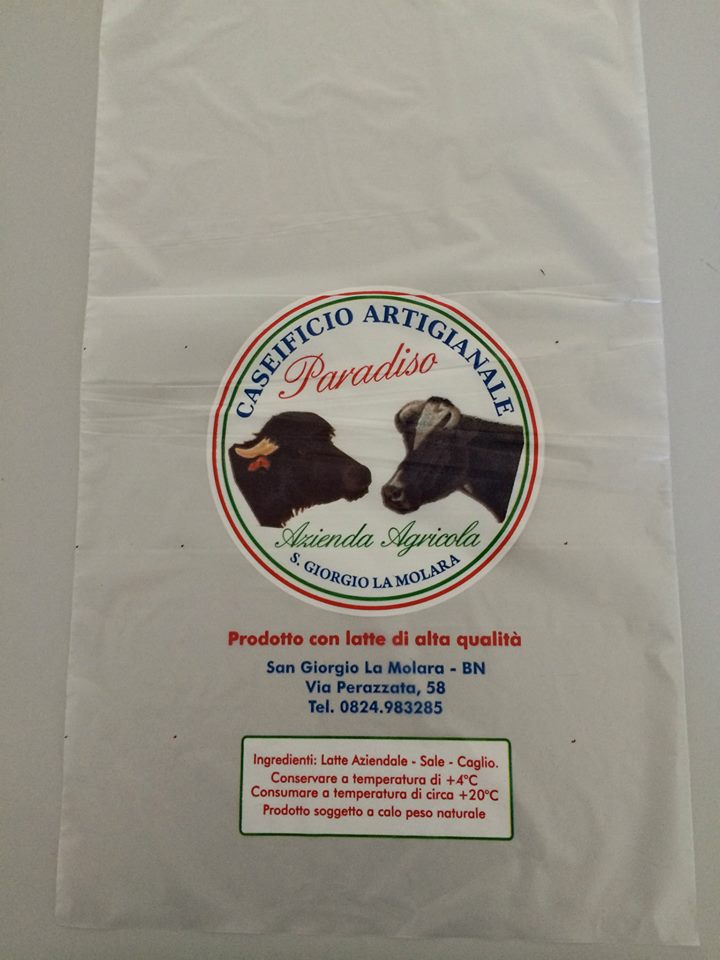 CASEIFICIO ARTIGIANALE
Paradiso
Azienda Agricola
S. GIORGIO LA MOLARA
Prodotto con latte di alta qualità
San Giorgio La Molara - BN
Via Perazzata, 58
Tel. 0824.983285
Ingredienti: Latte Aziendale - Sale - Caglio.
Conservare a temperatura di +4°C
Consumare a temperatura di circa +20°C
Prodotto soggetto a calo peso naturale